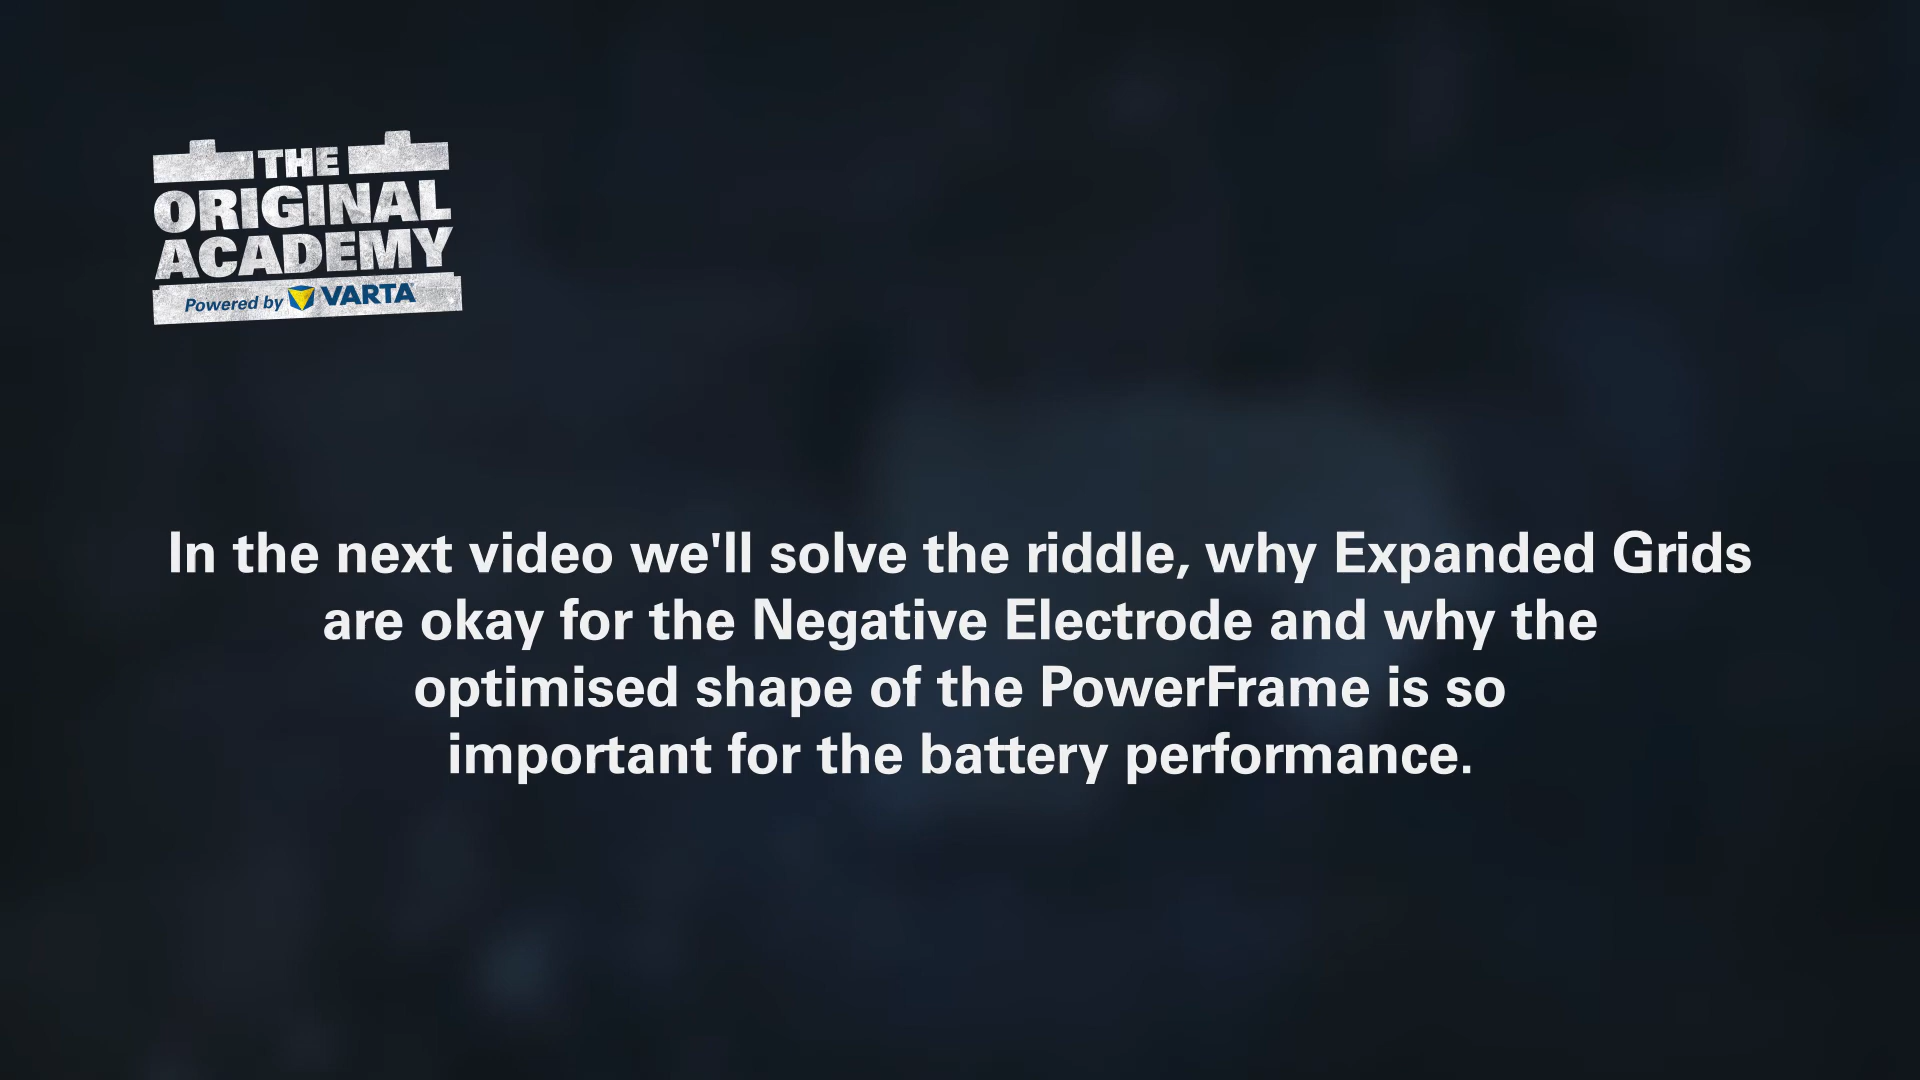 THE
ORIGINAL
ACADEMY
Powered by VARTA
In the next video we'll solve the riddle, why Expanded Grids
are okay for the Negative Electrode and why the
optimised shape of the PowerFrame is so
important for the battery performance.